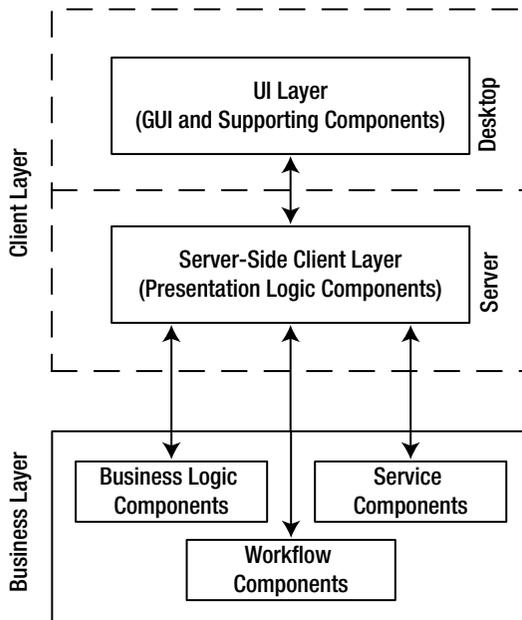 UI Layer
(GUI and Supporting Components)
Desktop
Client Layer
Server-Side Client Layer
(Presentation Logic Components)
Server
Business Layer
Business Logic
Components
Service
Components
Workflow
Components